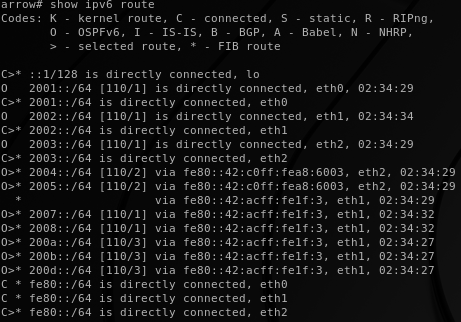 arrow# show ipv6 route
Codes: K - kernel route, C - connected, S - static, R - RIPng,
       O - OSPFv6, I - IS-IS, B - BGP, A - Babel, N - NHRP,
       > - selected route, * - FIB route

C>* ::1/128 is directly connected, lo
O   2001::/64 [110/1] is directly connected, eth0, 02:34:29
C>* 2001::/64 is directly connected, eth0
O   2002::/64 [110/1] is directly connected, eth1, 02:34:34
C>* 2002::/64 is directly connected, eth1
O   2003::/64 [110/1] is directly connected, eth2, 02:34:29
C>* 2003::/64 is directly connected, eth2
O>* 2004::/64 [110/2] via fe80::42:c0ff:fea8:6003, eth2, 02:34:29
O>* 2005::/64 [110/2] via fe80::42:c0ff:fea8:6003, eth2, 02:34:29
  *                   via fe80::42:acff:fe1f:3, eth1, 02:34:29
O>* 2007::/64 [110/1] via fe80::42:acff:fe1f:3, eth1, 02:34:32
O>* 2008::/64 [110/1] via fe80::42:acff:fe1f:3, eth1, 02:34:32
O>* 200a::/64 [110/3] via fe80::42:acff:fe1f:3, eth1, 02:34:27
O>* 200b::/64 [110/3] via fe80::42:acff:fe1f:3, eth1, 02:34:27
O>* 200d::/64 [110/3] via fe80::42:acff:fe1f:3, eth1, 02:34:27
C * fe80::/64 is directly connected, eth0
C * fe80::/64 is directly connected, eth1
C>* fe80::/64 is directly connected, eth2